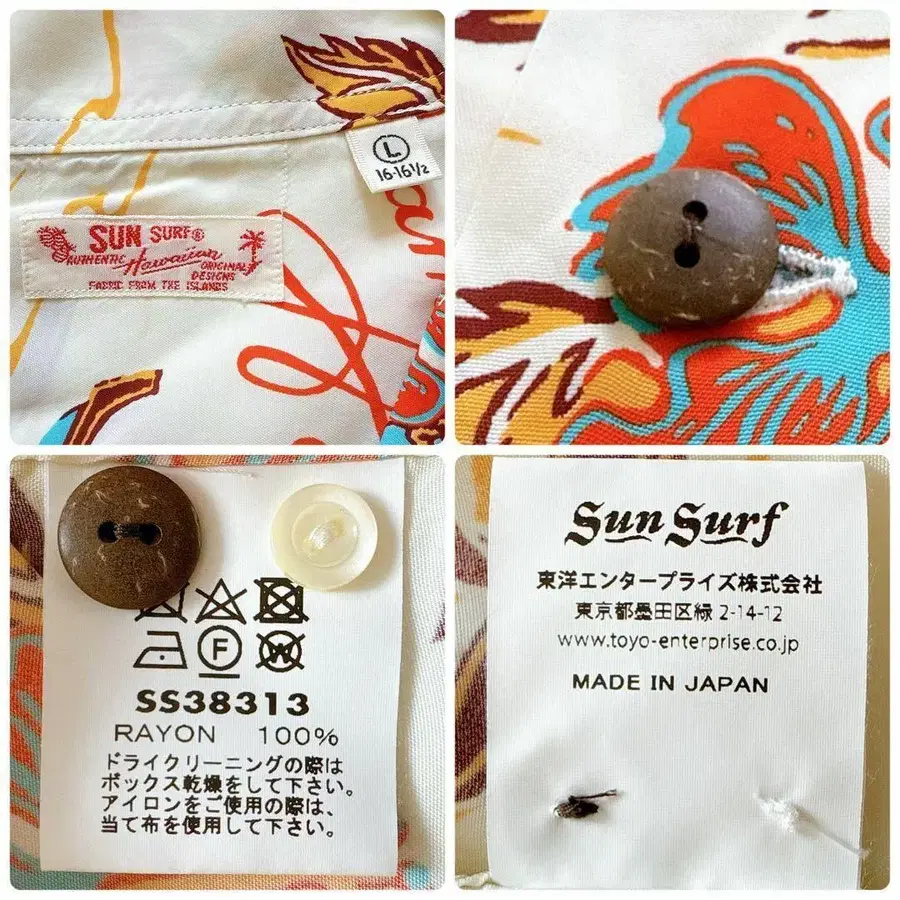 L
16-16½
SUN SURF®
AUTHENTIC Hawaiian ORIGINAL
DESIGNS
FABRIC FROM THE ISLANDS
SS38313
RAYON 100%
ドライクリーニングの際は
ボックス乾燥をして下さい。
アイロンをご使用の際は、
当て布を使用して下さい。
Sun Surf
東洋エンタープライズ株式会社
東京都墨田区緑 2-14-12
www.toyo-enterprise.co.jp
MADE IN JAPAN